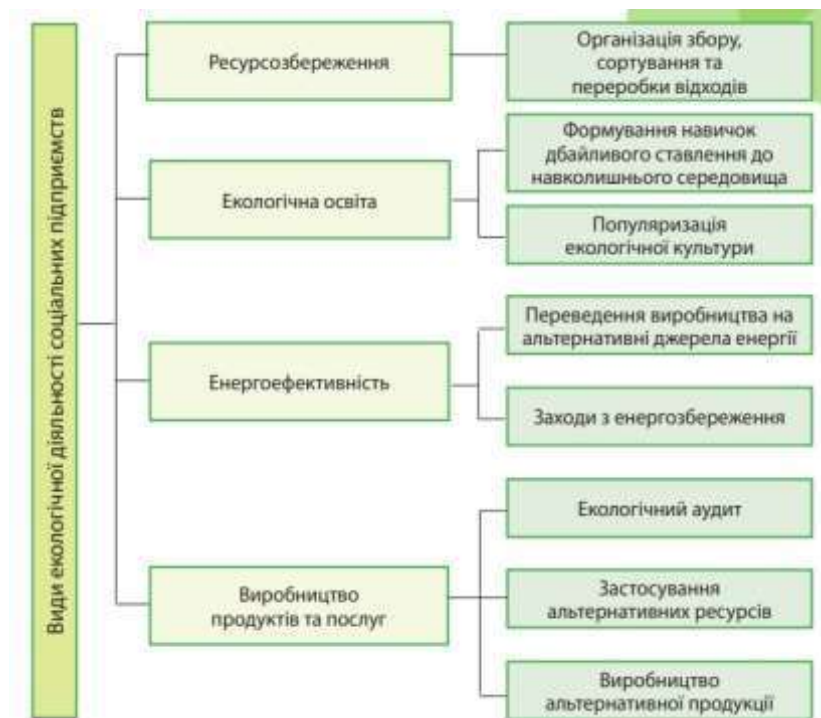 Види екологічної діяльності соціальних підприємств
Ресурсозбереження
Організація збору,
сортування та
переробки відходів
Екологічна освіта
Формування навичок
дбайливого ставлення до
навколишнього середовища
Популяризація
екологічної культури
Енергоефективність
Переведення виробництва на
альтернативні джерела енергії
Заходи з енергозбереження
Виробництво
продуктів та послуг
Екологічний аудит
Застосування
альтернативних ресурсів
Виробництво
альтернативної продукції